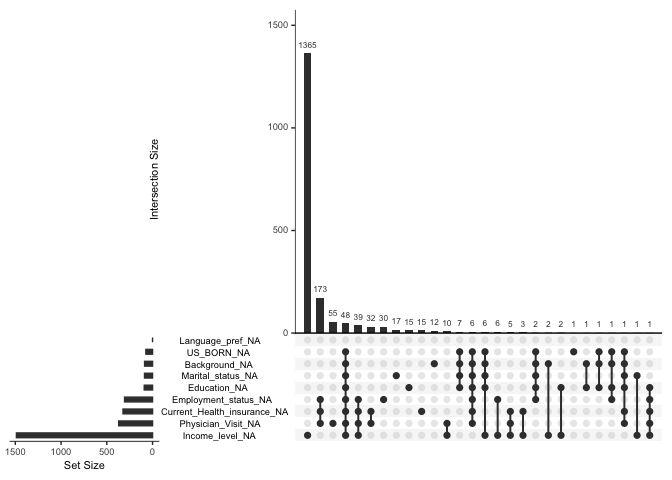 1500
1000
500
0
Intersection Size
1365
173
55
48
39
32
30
17
15
15
12
10
7
6
6
6
5
3
2
2
2
1
1
1
1
1
1
1
Language_pref_NA
US_BORN_NA
Background_NA
Marital_status_NA
Education_NA
Employment_status_NA
Current_Health_insurance_NA
Physician_Visit_NA
Income_level_NA
1500 1000 500 0
Set Size